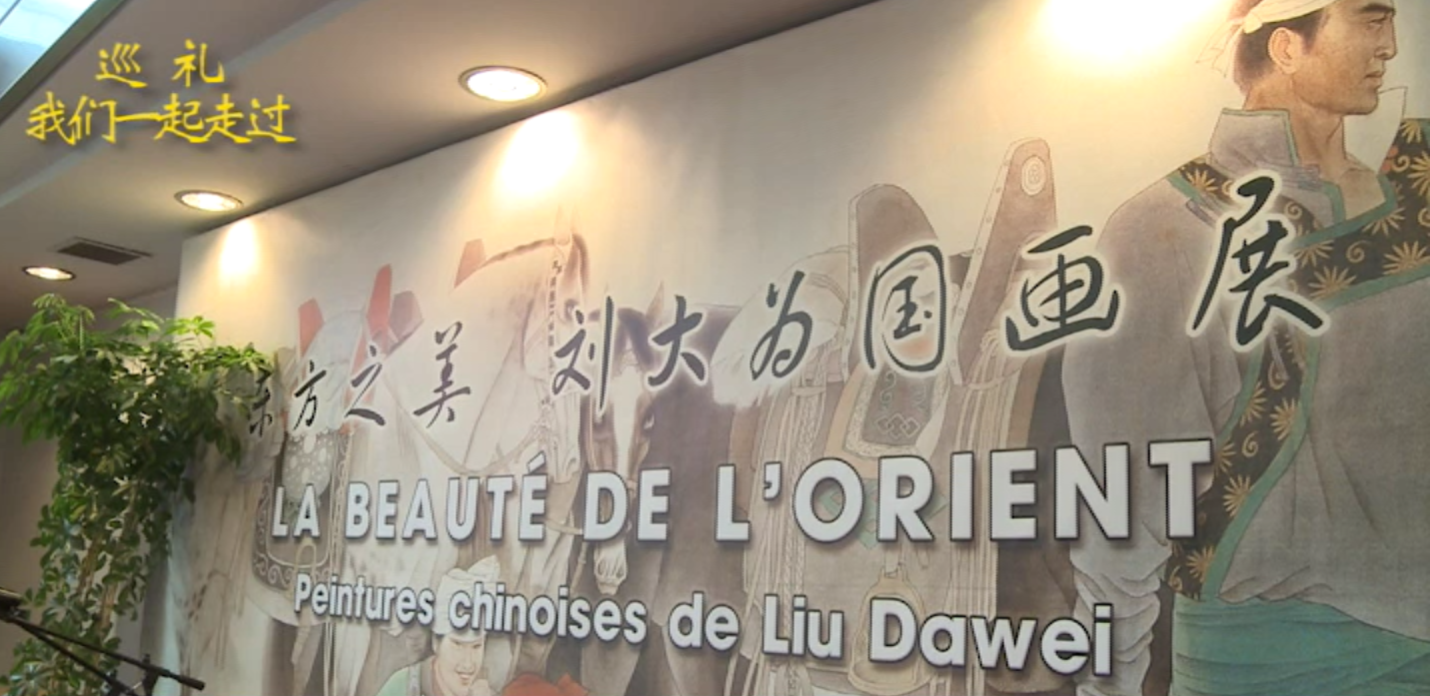 巡礼
我们一起走过
东方之美 刘大为国画展
LA BEAUTÉ DE L'ORIENT
Peintures chinoises de Liu Dawei